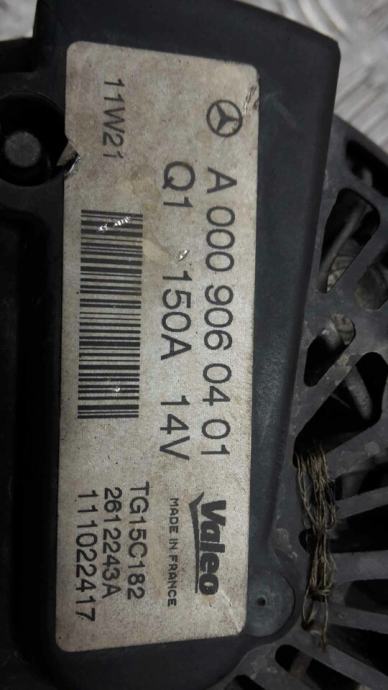 A 000 906 04 01
Q1 150A 14V
11W21
Valeo
MADE IN FRANCE
TG15C182
2612243A
111022417